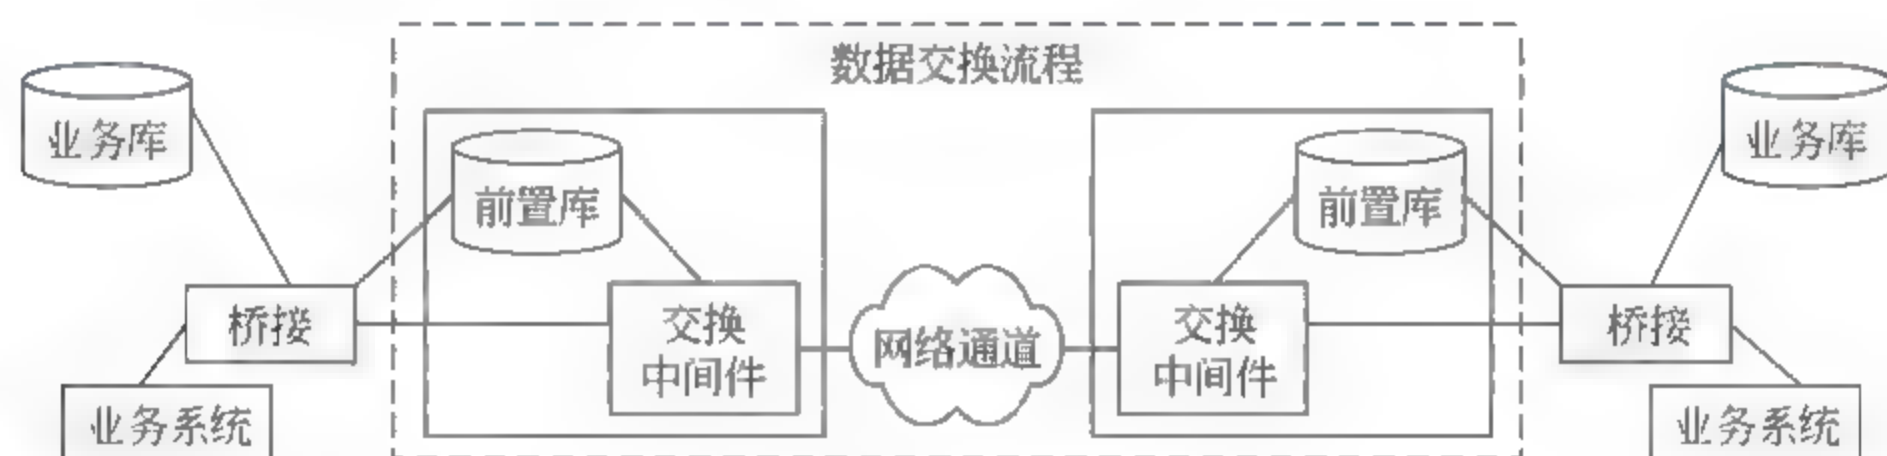 数据交换流程
业务库
业务库
前置库
前置库
桥接
交换
中间件
网络通道
交换
中间件
桥接
业务系统
业务系统